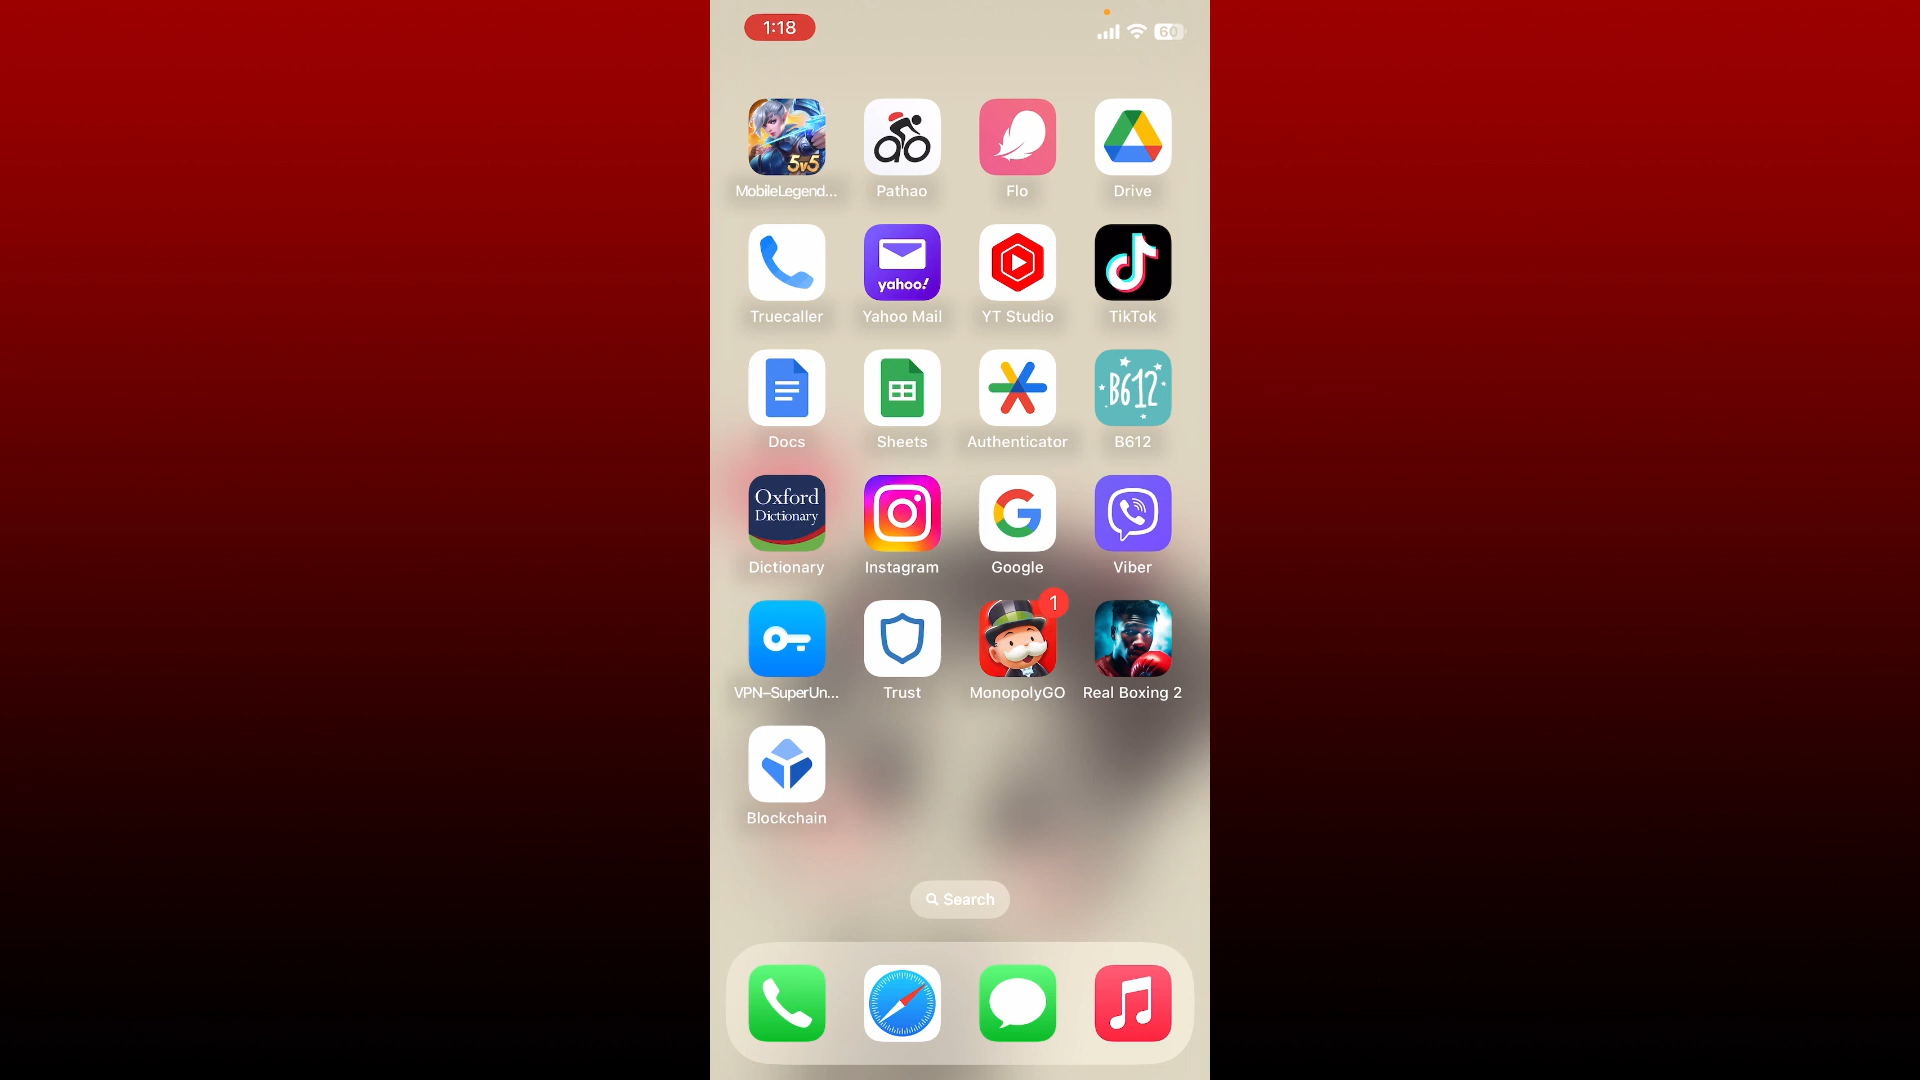 1:18
60
5v5
MobileLegend...
Pathao
Flo
Drive
yahoo!
Truecaller
Yahoo Mail
YT Studio
TikTok
B612
Docs
Sheets
Authenticator
B612
Oxford
Dictionary
Dictionary
Instagram
Google
Viber
1
VPN–SuperUn...
Trust
MonopolyGO
Real Boxing 2
Blockchain
Search